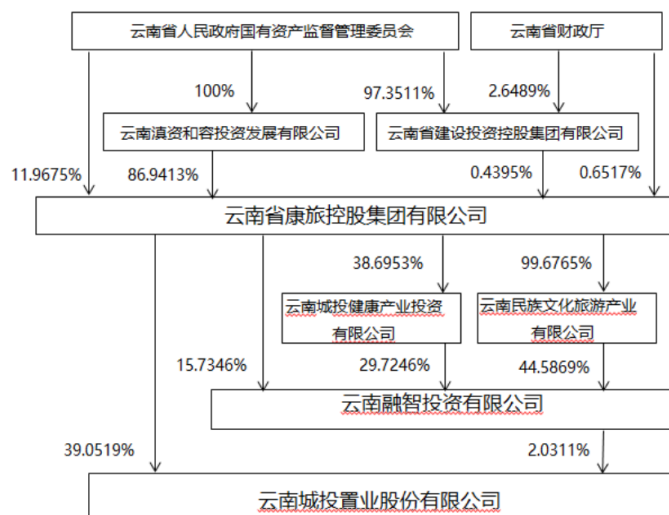 云南省人民政府国有资产监督管理委员会
云南省财政厅
100%
97.3511%
2.6489%
云南滇资和容投资发展有限公司
云南省建设投资控股集团有限公司
11.9675%
86.9413%
0.4395%
0.6517%
云南省康旅控股集团有限公司
38.6953%
99.6765%
云南城投健康产业投资
有限公司
云南民族文化旅游产业
有限公司
15.7346%
29.7246%
44.5869%
云南融智投资有限公司
39.0519%
2.0311%
云南城投置业股份有限公司